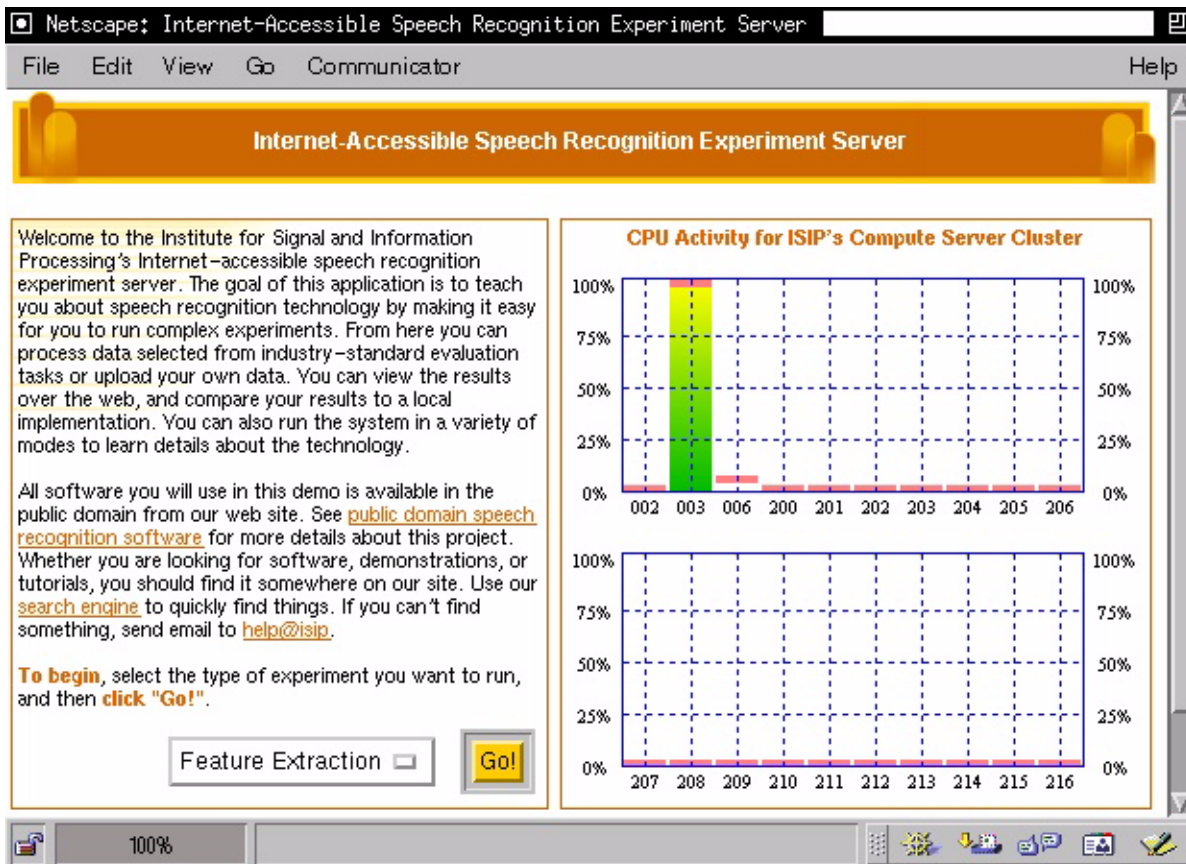 Netscape: Internet-Accessible Speech Recognition Experiment Server
File Edit View Go Communicator Help
Internet-Accessible Speech Recognition Experiment Server
Welcome to the Institute for Signal and Information
Processing's Internet-accessible speech recognition
experiment server. The goal of this application is to teach
you about speech recognition technology by making it easy
for you to run complex experiments. From here you can
process data selected from industry-standard evaluation
tasks or upload your own data. You can view the results
over the web, and compare your results to a local
implementation. You can also run the system in a variety of
modes to learn details about the technology.
All software you will use in this demo is available in the
public domain from our web site. See public domain speech
recognition software for more details about this project.
Whether you are looking for software, demonstrations, or
tutorials, you should find it somewhere on our site. Use our
search engine to quickly find things. If you can't find
something, send email to help@isip.
To begin, select the type of experiment you want to run,
and then click "Go!".
Feature Extraction Go!
CPU Activity for ISIP's Compute Server Cluster
100% 100%
75% 75%
50% 50%
25% 25%
0% 0%
002 003 006 200 201 202 203 204 205 206
100% 100%
75% 75%
50% 50%
25% 25%
0% 0%
207 208 209 210 211 212 213 214 215 216
100%